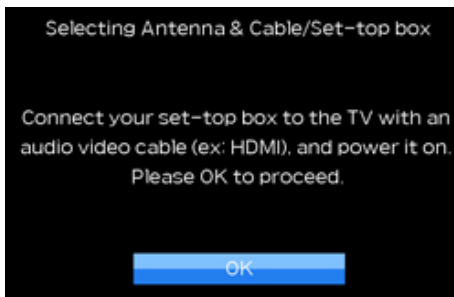 Selecting Antenna & Cable/Set-top box
Connect your set-top box to the TV with an
audio video cable (ex: HDMI), and power it on.
Please OK to proceed.
OK